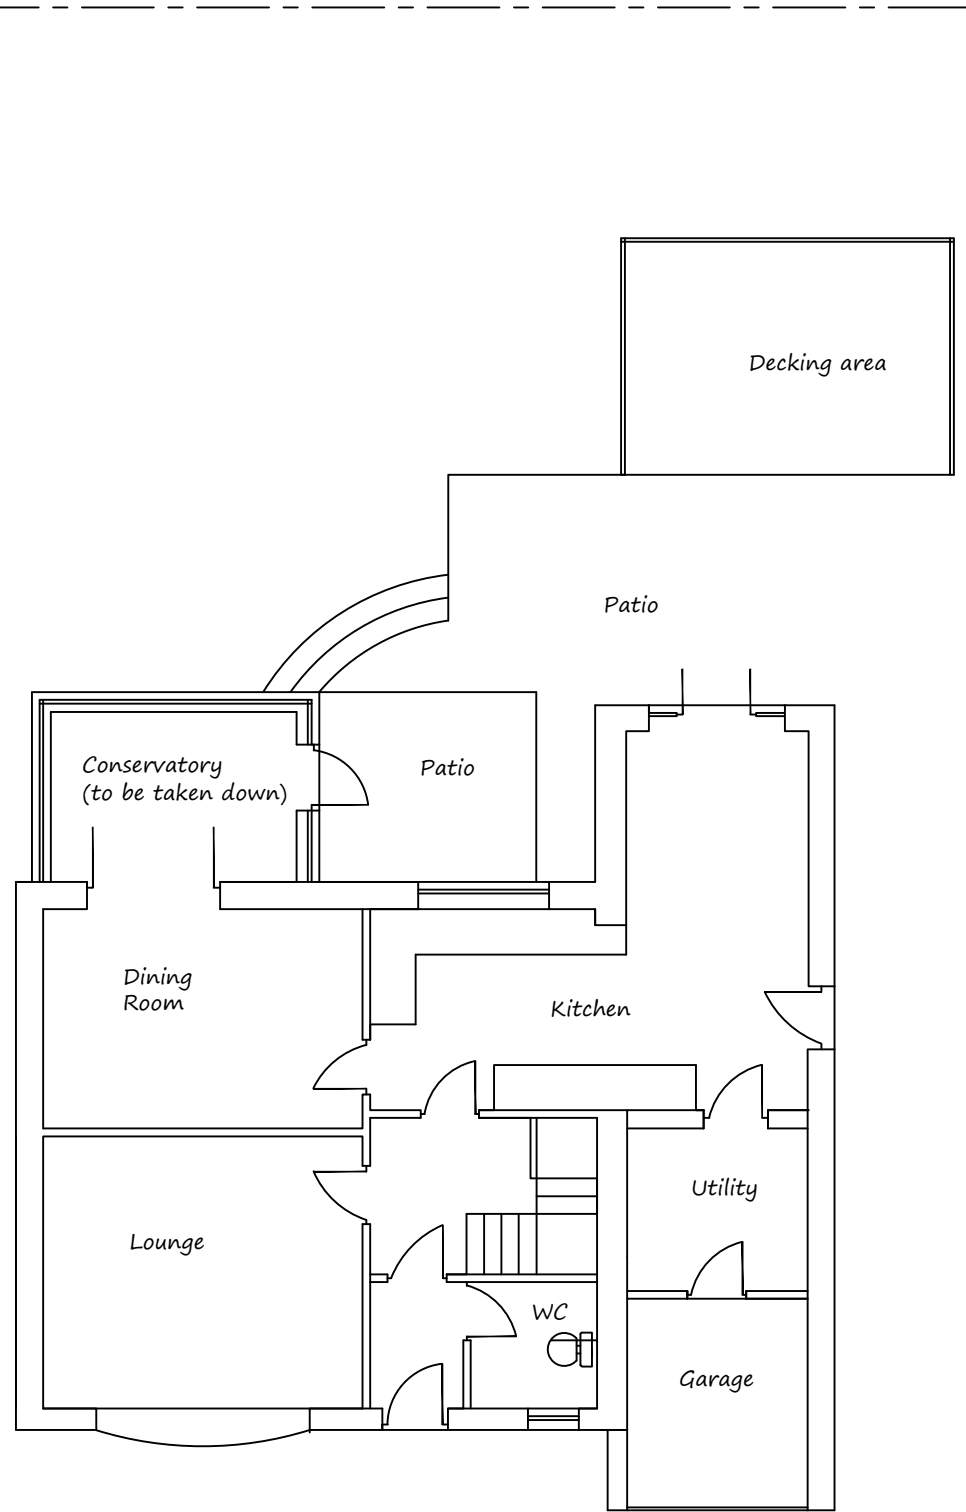 Decking area
Patio
Conservatory
(to be taken down)
Patio
Dining
Room
Kitchen
Utility
Lounge
WC
Garage